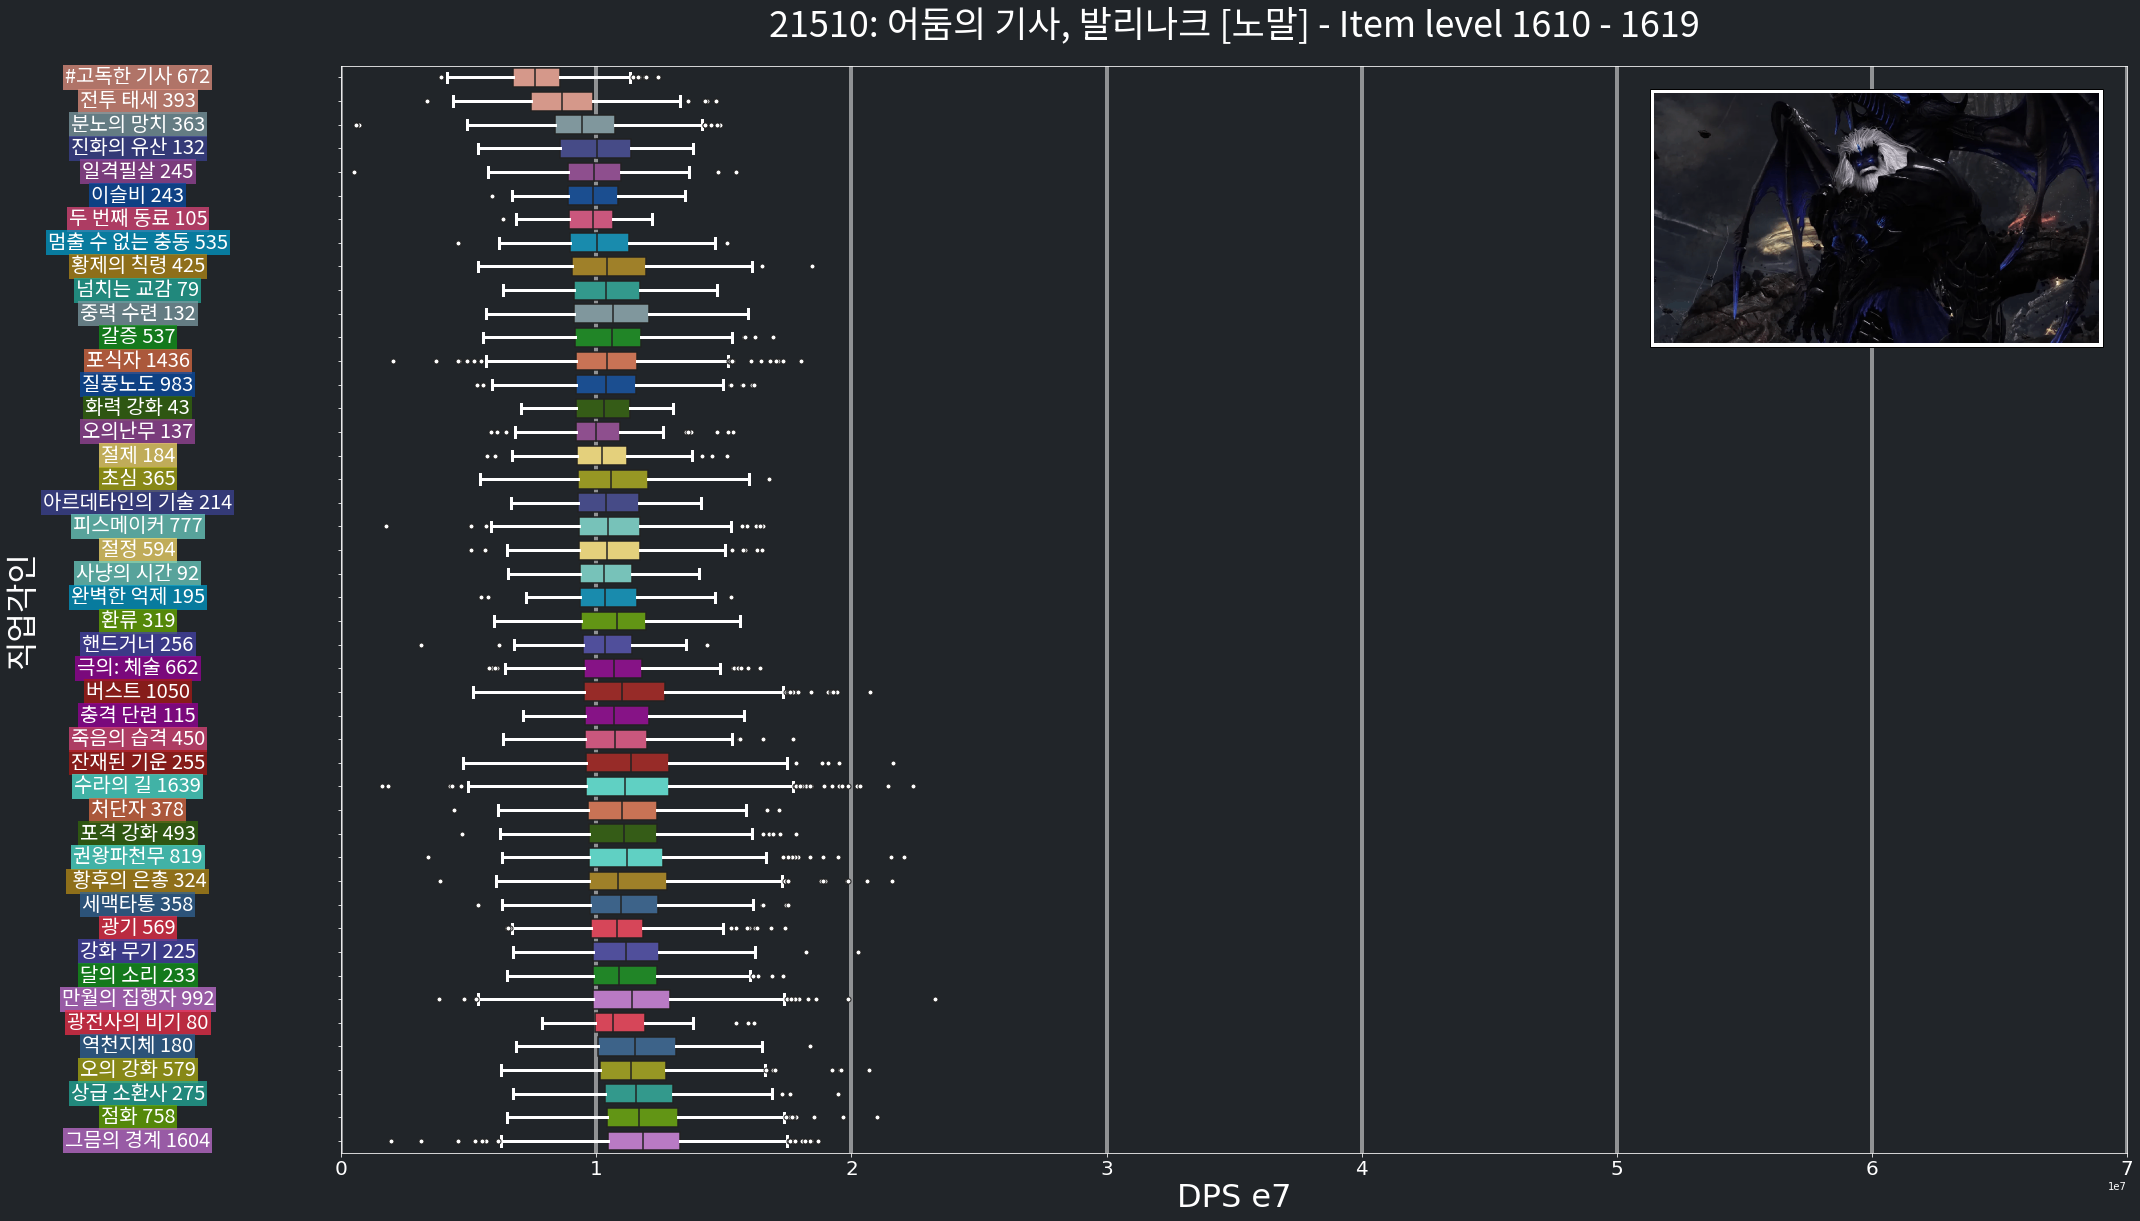 21510: 어둠의 기사, 발리나크 [노말] - Item level 1610 - 1619
직업각인
#고독한 기사 672
전투 태세 393
분노의 망치 363
진화의 유산 132
일격필살 245
이슬비 243
두 번째 동료 105
멈출 수 없는 충동 535
황제의 칙령 425
넘치는 교감 79
중력 수련 132
갈증 537
포식자 1436
질풍노도 983
화력 강화 43
오의난무 137
절제 184
초심 365
아르데타인의 기술 214
피스메이커 777
절정 594
사냥의 시간 92
완벽한 억제 195
환류 319
핸드거너 256
극의: 체술 662
버스트 1050
충격 단련 115
죽음의 습격 450
잔재된 기운 255
수라의 길 1639
처단자 378
포격 강화 493
권왕파천무 819
황후의 은총 324
세맥타통 358
광기 569
강화 무기 225
달의 소리 233
만월의 집행자 992
광전사의 비기 80
역천지체 180
오의 강화 579
상급 소환사 275
점화 758
그믐의 경계 1604
0 1 2 3 4 5 6 7
1e7
DPS e7